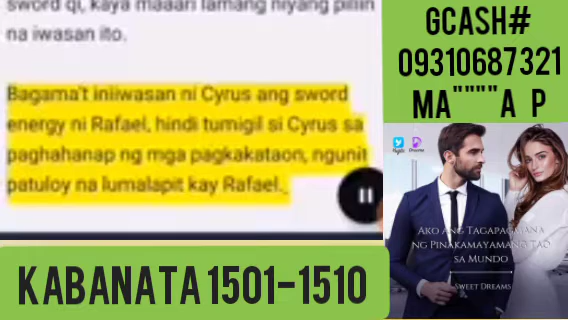 sword qi, kaya maaari lamang niyang piliin
na iwasan ito.
Bagama't iniiwasan ni Cyrus ang sword
energy ni Rafael, hindi tumigil si Cyrus sa
paghahanap ng mga pagkakataon, ngunit
patuloy na lumalapit kay Rafael.
KABANATA 1501-1510
GCASH#
09310687321
MA""""A P
Dreame
AKO ANG TAGAPAGMANA
NG PINAKAMAYAMANG TAO
SA MUNDO
SWEET DREAMS